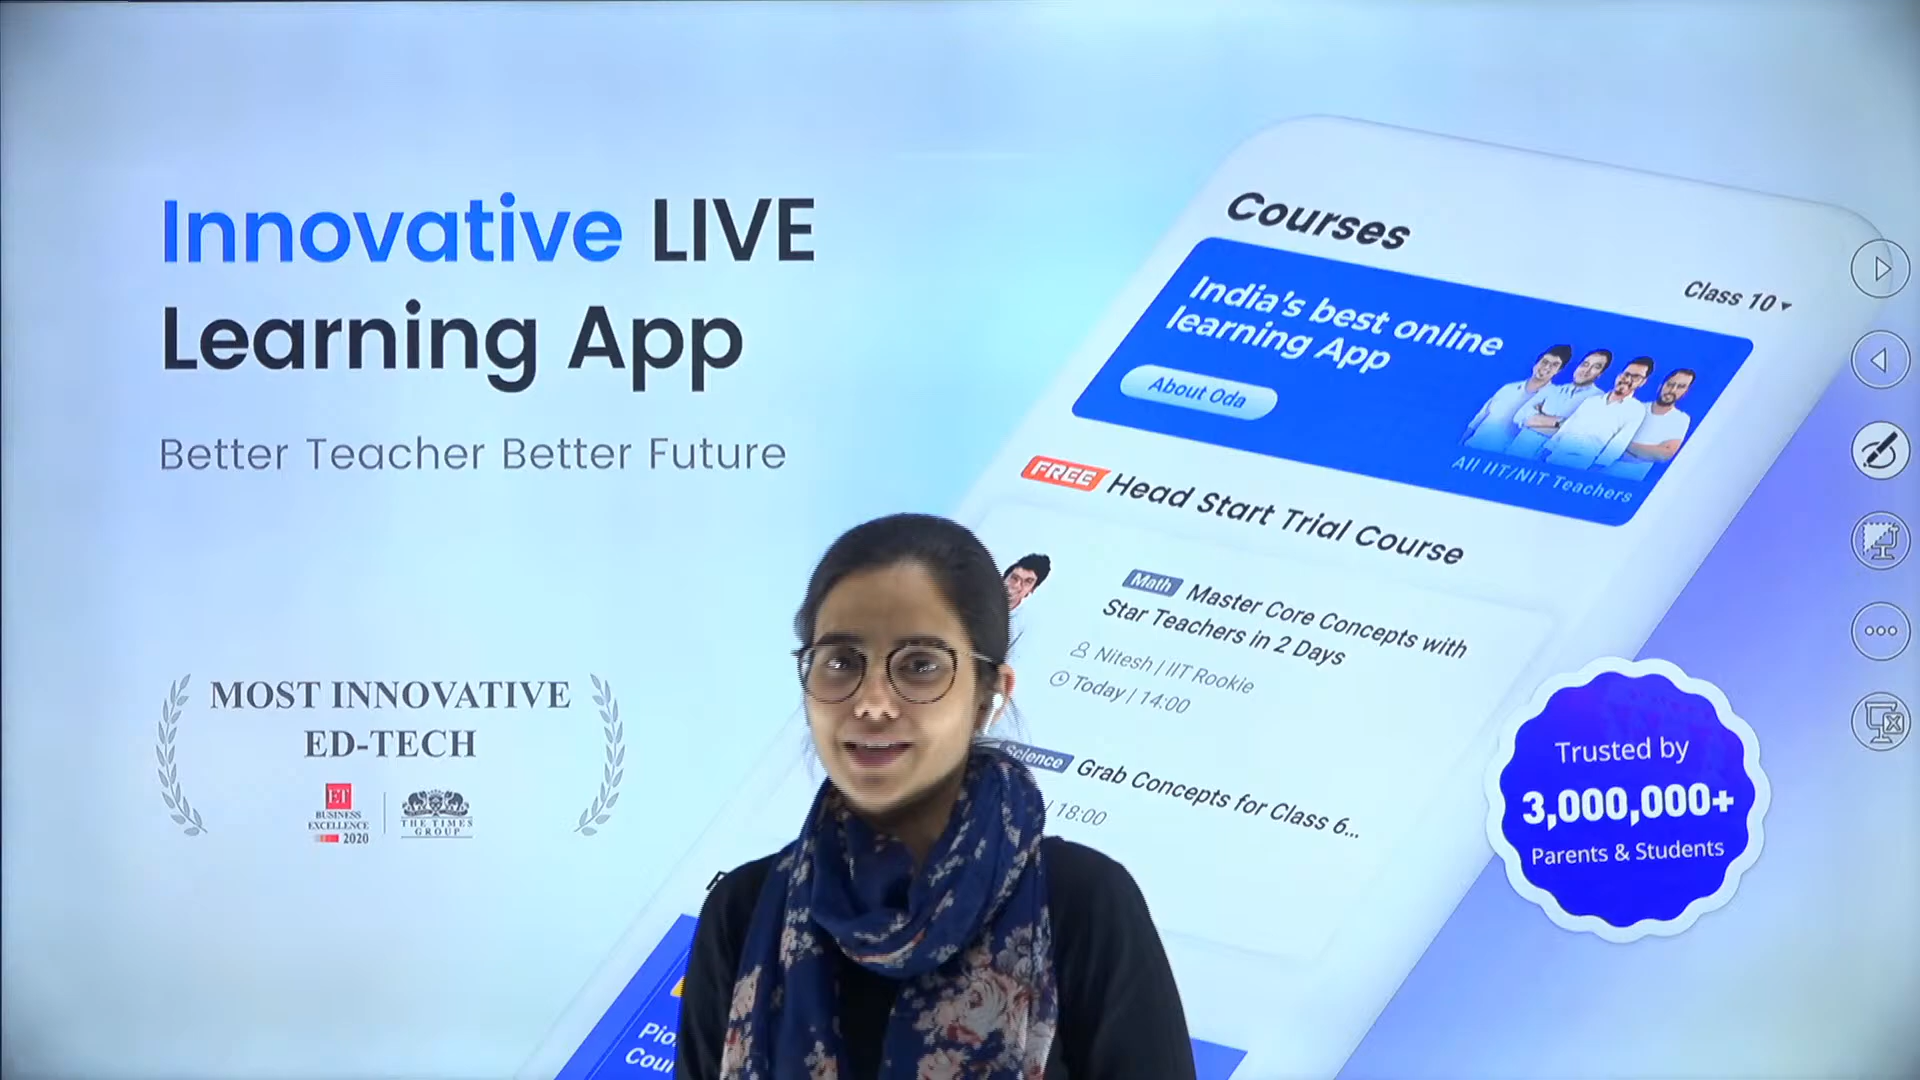 Innovative LIVE
Learning App
Better Teacher Better Future
MOST INNOVATIVE
ED-TECH
ET
BUSINESS
EXCELLENCE
2020
THE TIMES
GROUP
Courses
Class 10
India's best online
learning App
About Oda
All IIT/NIT Teachers
FREE Head Start Trial Course
Math Master Core Concepts with
Star Teachers in 2 Days
Nitesh | IIT Rookie
Today | 14:00
Science Grab Concepts for Class 6...
| 18:00
Trusted by
3,000,000+
Parents & Students